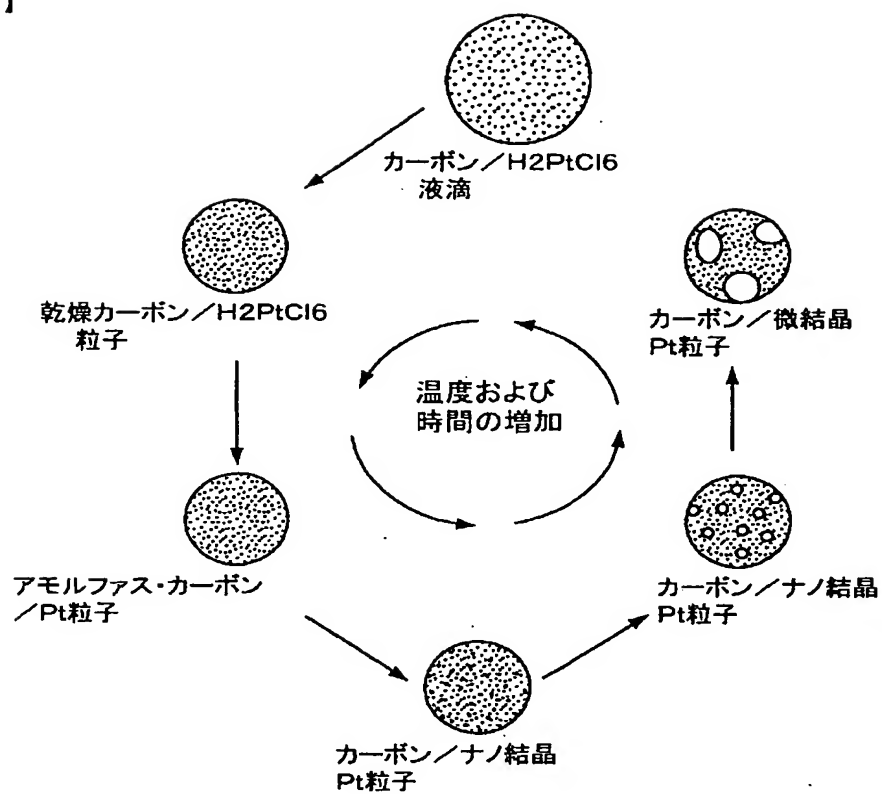 】
カーボン／H2PtCl6
液滴
乾燥カーボン／H2PtCl6
粒子
カーボン／微結晶
Pt粒子
温度および
時間の増加
アモルファス・カーボン
／Pt粒子
カーボン／ナノ結晶
Pt粒子
カーボン／ナノ結晶
Pt粒子